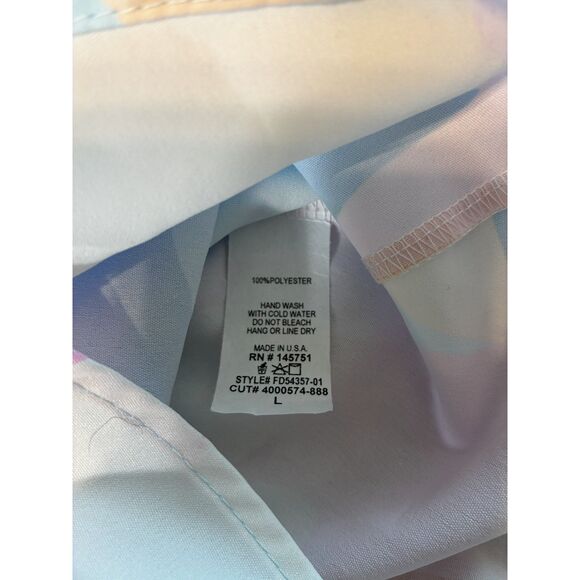 100%POLYESTER
HAND WASH
WITH COLD WATER
DO NOT BLEACH
HANG OR LINE DRY
MADE IN U.S.A.
RN # 145751
STYLE# FD54357-01
CUT# 4000574-888
L